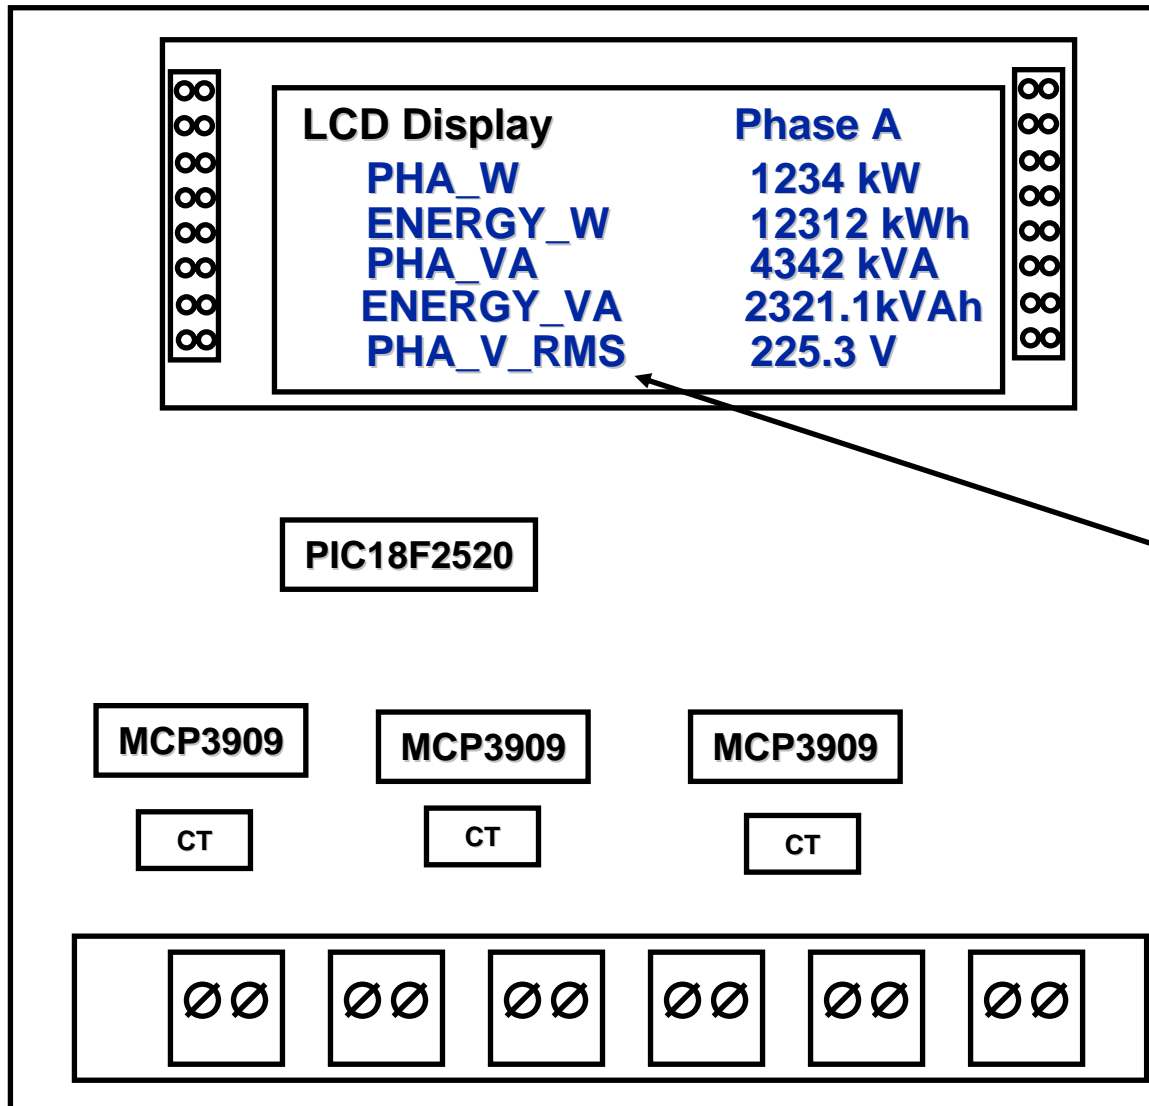 LCD Display Phase A
PHA_W 1234 kW
ENERGY_W 12312 kWh
PHA_VA 4342 kVA
ENERGY_VA 2321.1kVAh
PHA_V_RMS 225.3 V
PIC18F2520
MCP3909 MCP3909 MCP3909
CT CT CT